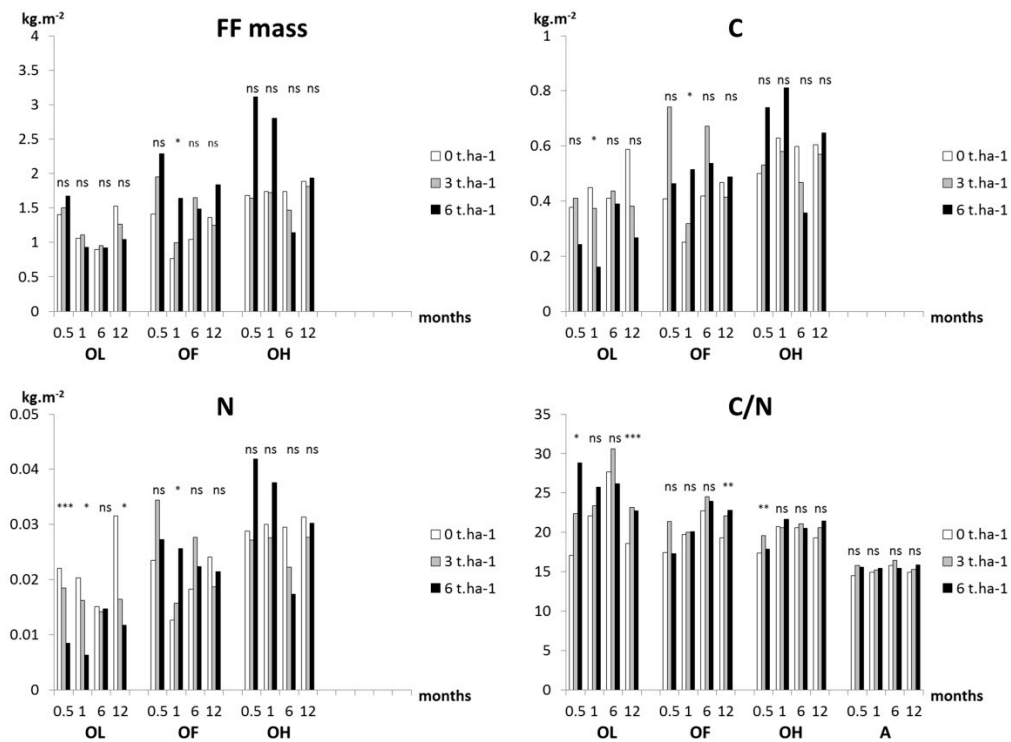 kg.m-2
FF mass
4
3.5
3
2.5
2
1.5
1
0.5
0
ns ns ns ns
ns * ns ns
ns ns ns ns
0 t.ha-1
3 t.ha-1
6 t.ha-1
months
0.5 1 6 12 0.5 1 6 12 0.5 1 6 12
OL OF OH
kg.m-2
C
1
0.8
0.6
0.4
0.2
0
ns * ns ns
ns * ns ns
ns ns ns ns
0 t.ha-1
3 t.ha-1
6 t.ha-1
months
0.5 1 6 12 0.5 1 6 12 0.5 1 6 12
OL OF OH
kg.m-2
N
0.05
0.04
0.03
0.02
0.01
0
*** * ns *
ns * ns ns
ns ns ns ns
0 t.ha-1
3 t.ha-1
6 t.ha-1
months
0.5 1 6 12 0.5 1 6 12 0.5 1 6 12
OL OF OH
C/N
35
30
25
20
15
10
5
0
* ns ns ***
ns ns ns **
** ns ns ns
ns ns ns ns
0 t.ha-1
3 t.ha-1
6 t.ha-1
months
0.5 1 6 12 0.5 1 6 12 0.5 1 6 12 0.5 1 6 12
OL OF OH A